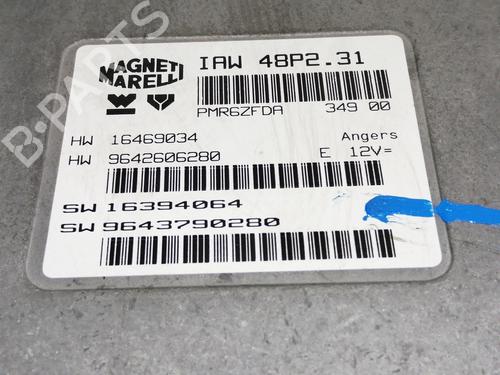 MAGNETI
MARELLI
IAW 48P2.31
PMR6ZFDA 349 00
HW 16469034 Angers
HW 9642606280 E 12V=
SW 16394064
SW 9643790280
B-PARTS